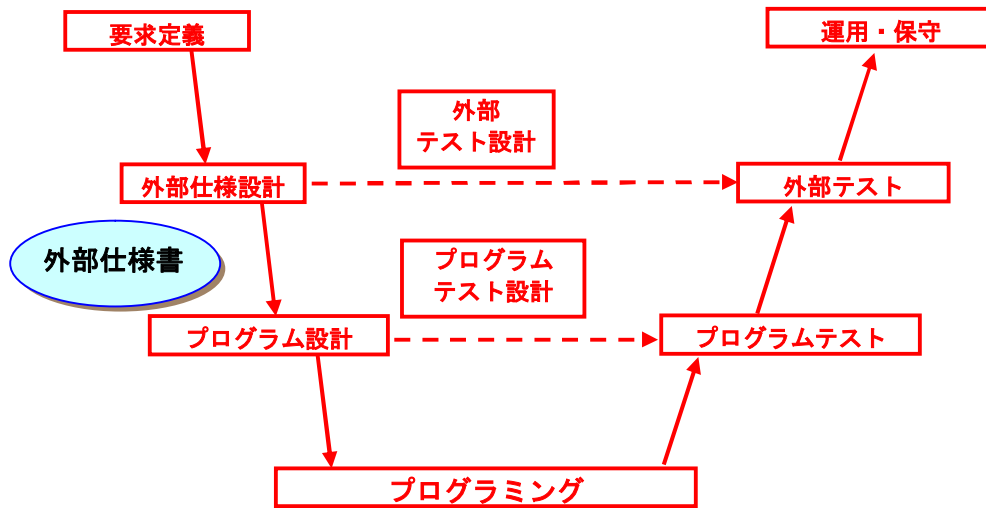 要求定義
運用・保守
外部
テスト設計
外部仕様設計
外部テスト
外部仕様書
プログラム
テスト設計
プログラム設計
プログラムテスト
プログラミング